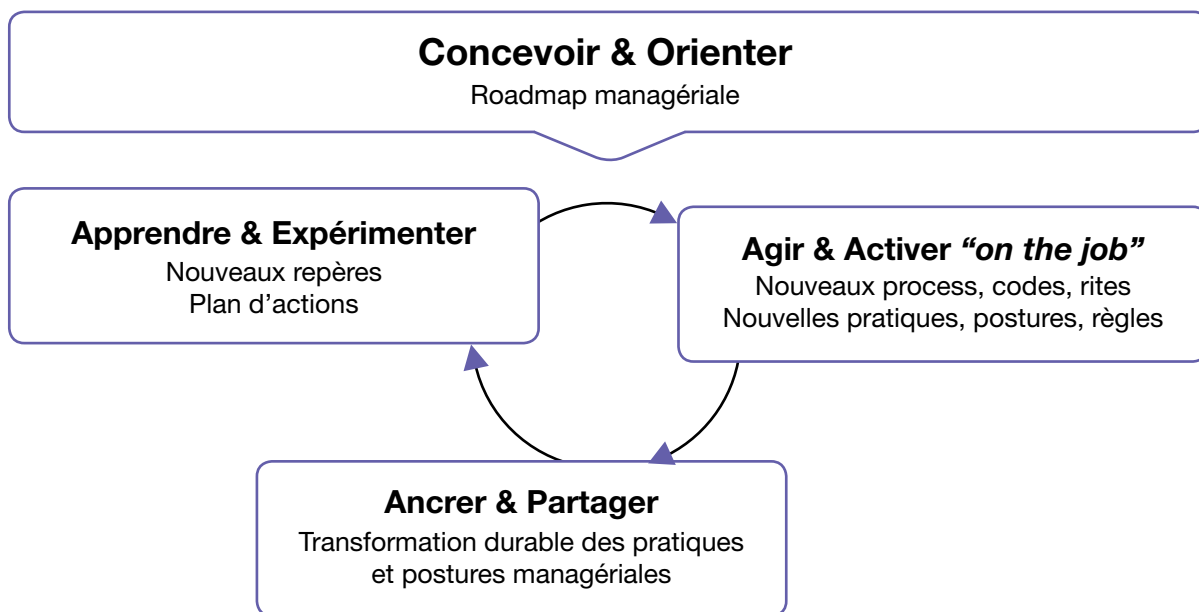 Concevoir & Orienter
Roadmap managériale
Apprendre & Expérimenter
Nouveaux repères
Plan d’actions
Agir & Activer “on the job”
Nouveaux process, codes, rites
Nouvelles pratiques, postures, règles
Ancrer & Partager
Transformation durable des pratiques
et postures managériales